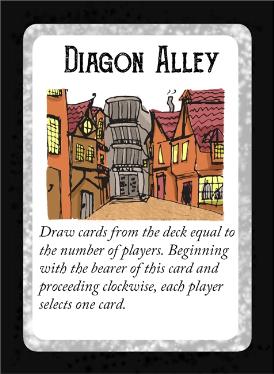 DIAGON ALLEY
Draw cards from the deck equal to
the number of players. Beginning
with the bearer of this card and
proceeding clockwise, each player
selects one card.